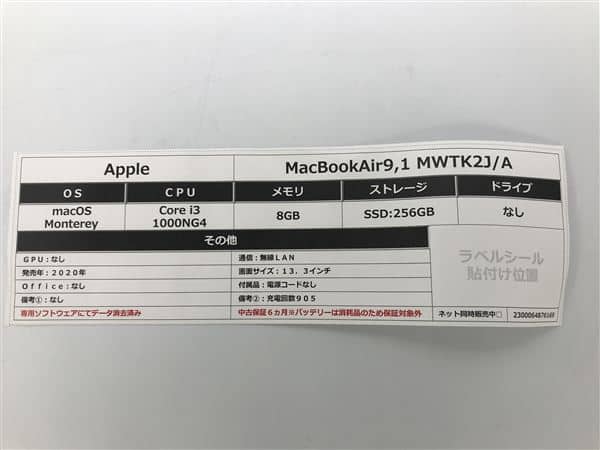 Apple
MacBookAir9,1 MWTK2J/A
OS
CPU
メモリ
ストレージ
ドライブ
macOS
Monterey
Core i3
1000NG4
8GB
SSD:256GB
なし
その他
GPU:なし
通信:無線LAN
発売年:2020年
画面サイズ:13.3インチ
Office:なし
付属品:電源コードなし
備考①:なし
備考②:充電回数905
専用ソフトウェアにてデータ消去済み
中古保証6ヵ月※バッテリーは消耗品のため保証対象外
ラベルシール
貼付け位置
ネット同時販売中□